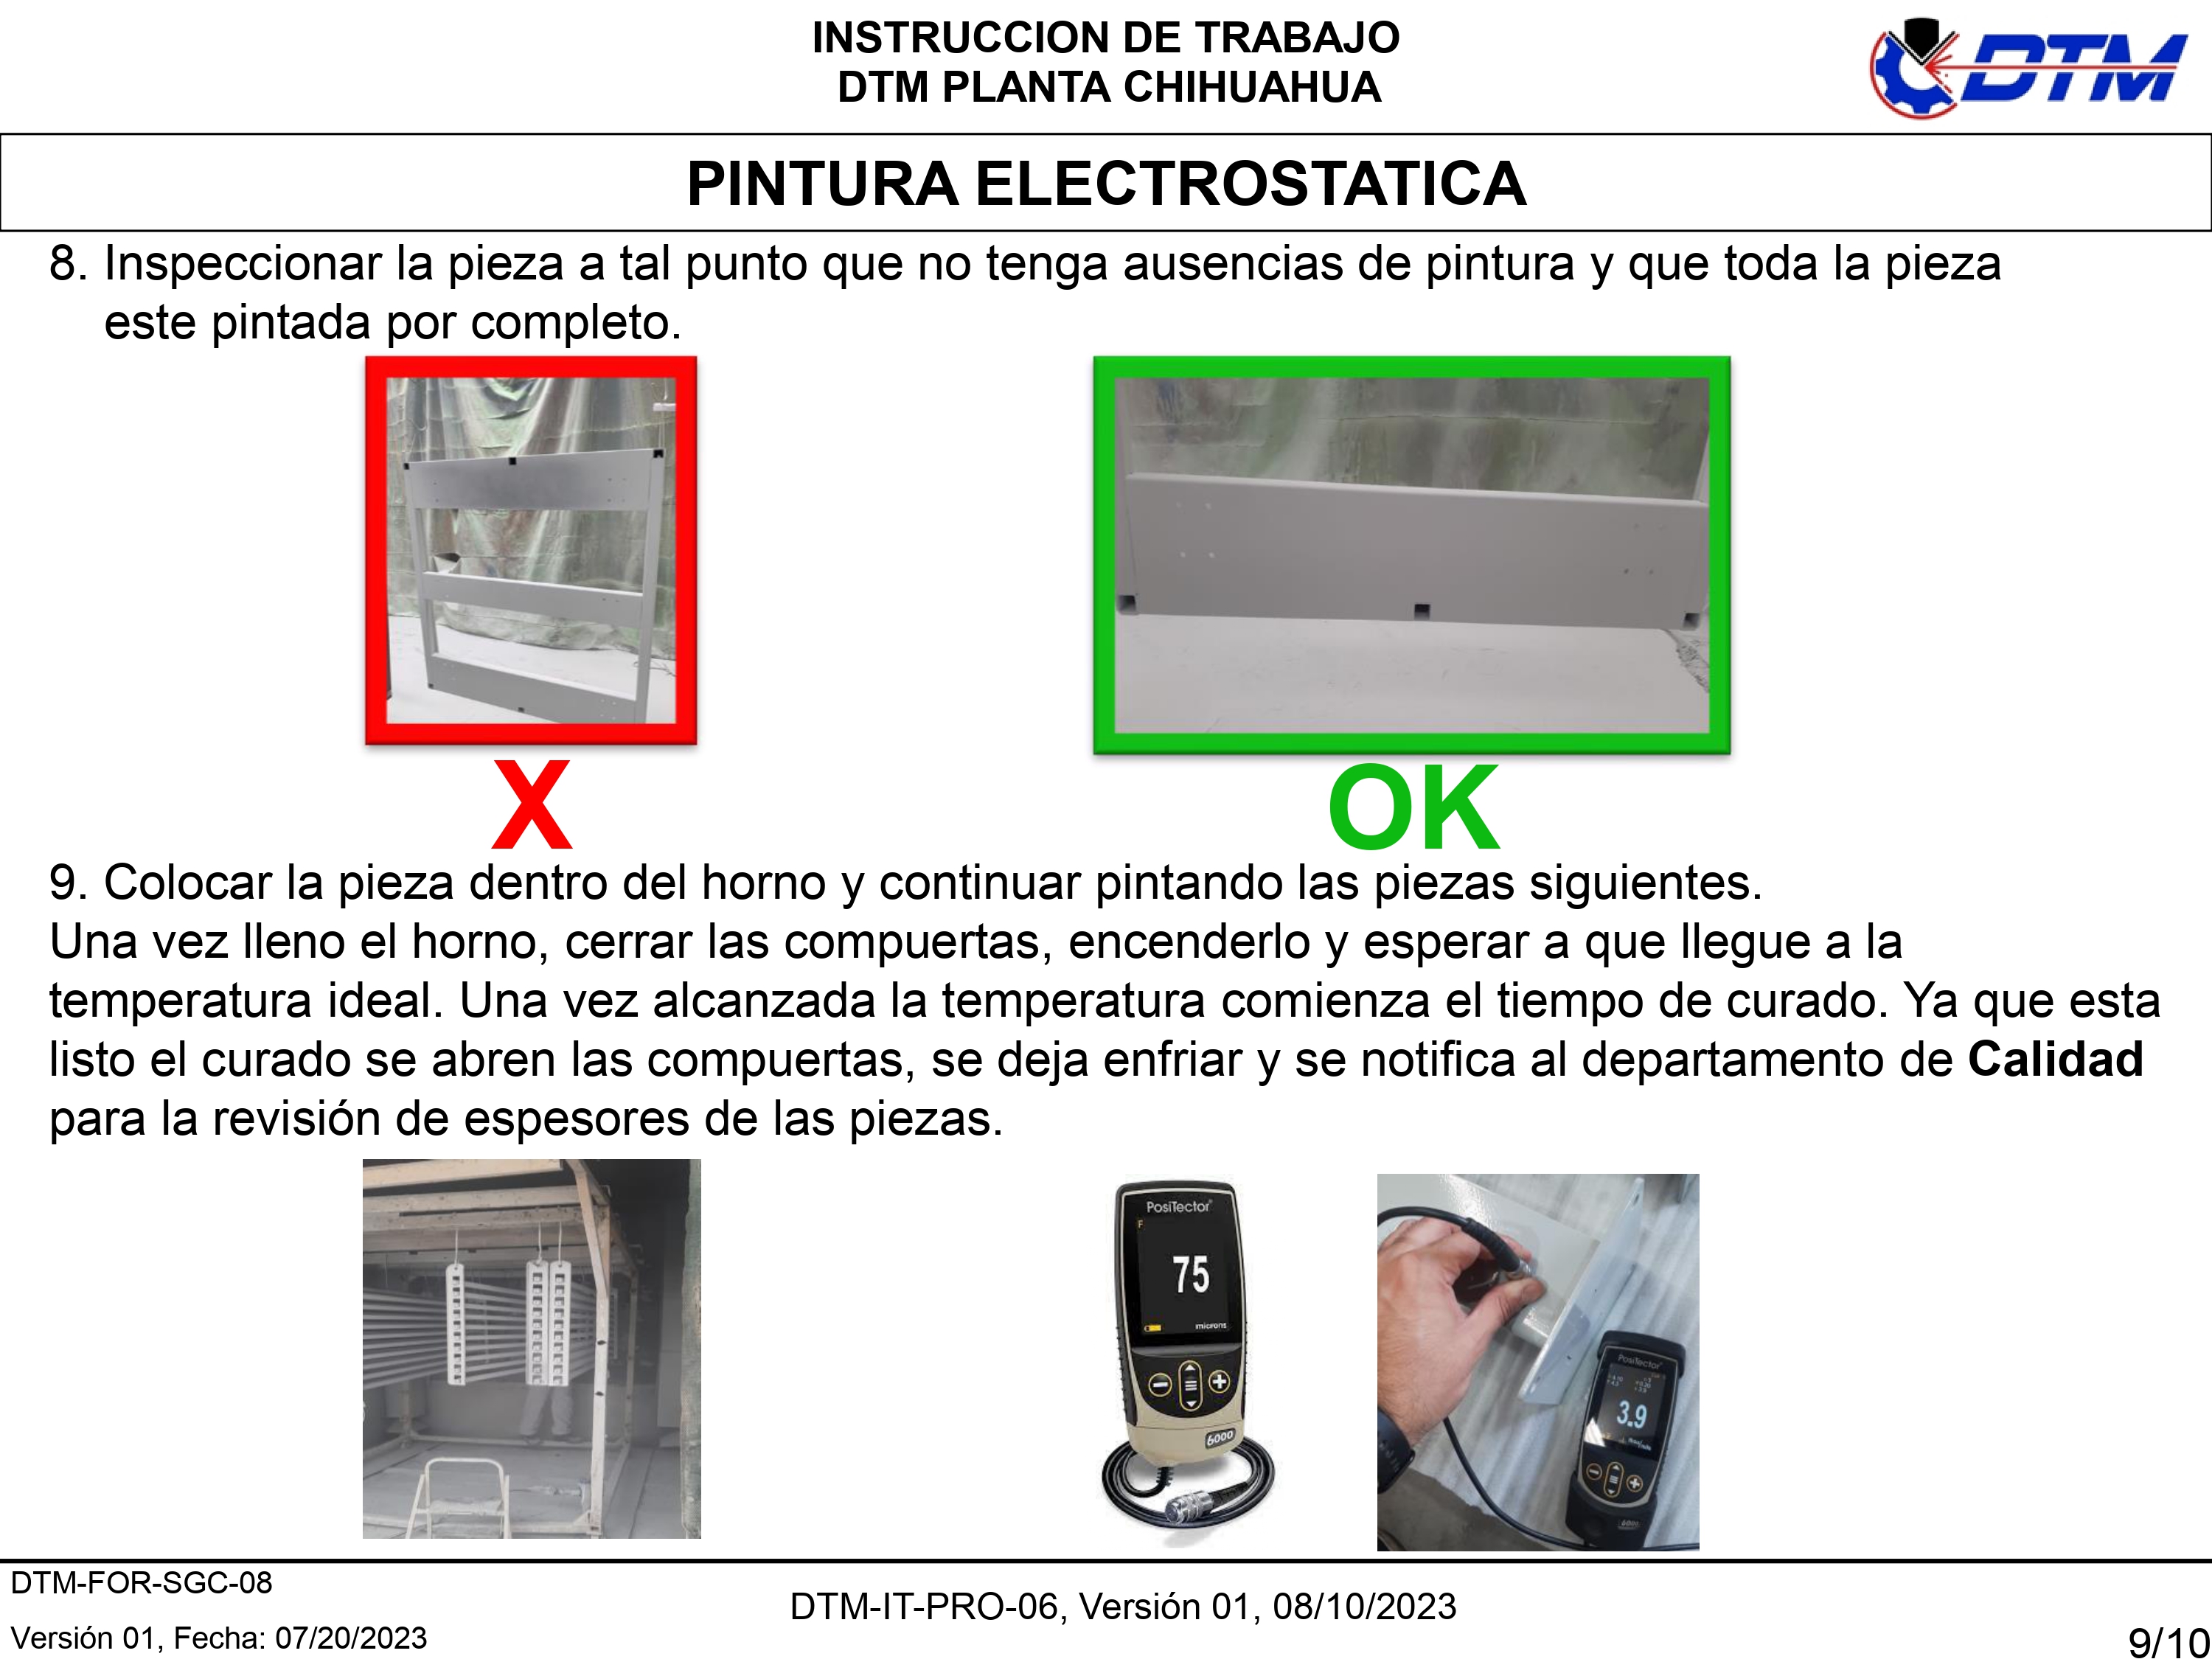 INSTRUCCION DE TRABAJO
DTM PLANTA CHIHUAHUA
DTM
PINTURA ELECTROSTATICA
8. Inspeccionar la pieza a tal punto que no tenga ausencias de pintura y que toda la pieza
este pintada por completo.
X
OK
9. Colocar la pieza dentro del horno y continuar pintando las piezas siguientes.
Una vez lleno el horno, cerrar las compuertas, encenderlo y esperar a que llegue a la
temperatura ideal. Una vez alcanzada la temperatura comienza el tiempo de curado. Ya que esta
listo el curado se abren las compuertas, se deja enfriar y se notifica al departamento de Calidad
para la revisión de espesores de las piezas.
PosiTector
F
75
microns
6000
PosiTector
3.9
6000
DTM-FOR-SGC-08
DTM-IT-PRO-06, Versión 01, 08/10/2023
Versión 01, Fecha: 07/20/2023
9/10